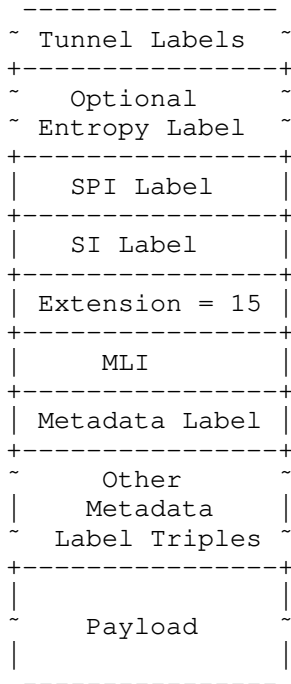 Tunnel Labels
Optional
Entropy Label
SPI Label
SI Label
Extension = 15
MLI
Metadata Label
Other
Metadata
Label Triples
Payload